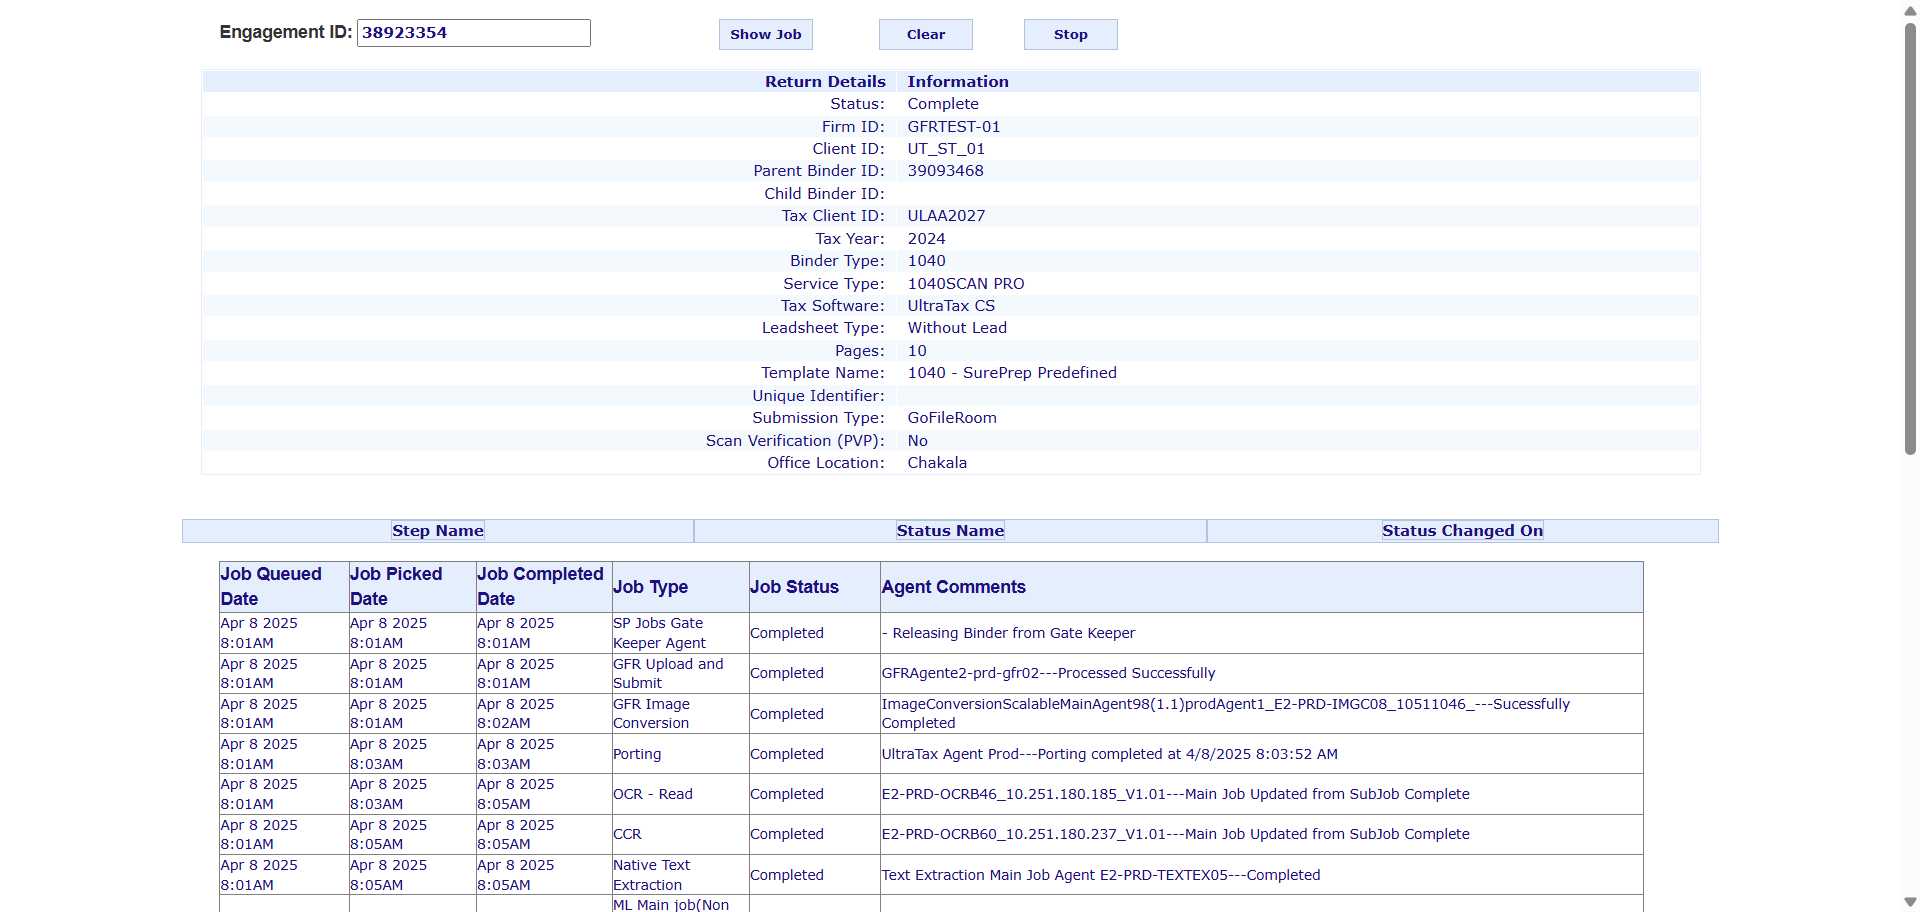 Engagement ID: 38923354 Show Job Clear Stop
Return Details Information
Status: Complete
Firm ID: GFRTEST-01
Client ID: UT_ST_01
Parent Binder ID: 39093468
Child Binder ID:
Tax Client ID: ULAA2027
Tax Year: 2024
Binder Type: 1040
Service Type: 1040SCAN PRO
Tax Software: UltraTax CS
Leadsheet Type: Without Lead
Pages: 10
Template Name: 1040 - SurePrep Predefined
Unique Identifier:
Submission Type: GoFileRoom
Scan Verification (PVP): No
Office Location: Chakala
Step Name Status Name Status Changed On
Job Queued Date Job Picked Date Job Completed Date Job Type Job Status Agent Comments
Apr 8 2025 8:01AM Apr 8 2025 8:01AM Apr 8 2025 8:01AM SP Jobs Gate Keeper Agent Completed - Releasing Binder from Gate Keeper
Apr 8 2025 8:01AM Apr 8 2025 8:01AM Apr 8 2025 8:01AM GFR Upload and Submit Completed GFRAgente2-prd-gfr02---Processed Successfully
Apr 8 2025 8:01AM Apr 8 2025 8:01AM Apr 8 2025 8:02AM GFR Image Conversion Completed ImageConversionScalableMainAgent98(1.1)prodAgent1_E2-PRD-IMGC08_10511046_---Sucessfully Completed
Apr 8 2025 8:01AM Apr 8 2025 8:03AM Apr 8 2025 8:03AM Porting Completed UltraTax Agent Prod---Porting completed at 4/8/2025 8:03:52 AM
Apr 8 2025 8:01AM Apr 8 2025 8:03AM Apr 8 2025 8:05AM OCR - Read Completed E2-PRD-OCRB46_10.251.180.185_V1.01---Main Job Updated from SubJob Complete
Apr 8 2025 8:01AM Apr 8 2025 8:05AM Apr 8 2025 8:05AM CCR Completed E2-PRD-OCRB60_10.251.180.237_V1.01---Main Job Updated from SubJob Complete
Apr 8 2025 8:01AM Apr 8 2025 8:05AM Apr 8 2025 8:05AM Native Text Extraction Completed Text Extraction Main Job Agent E2-PRD-TEXTEX05---Completed
ML Main job(Non